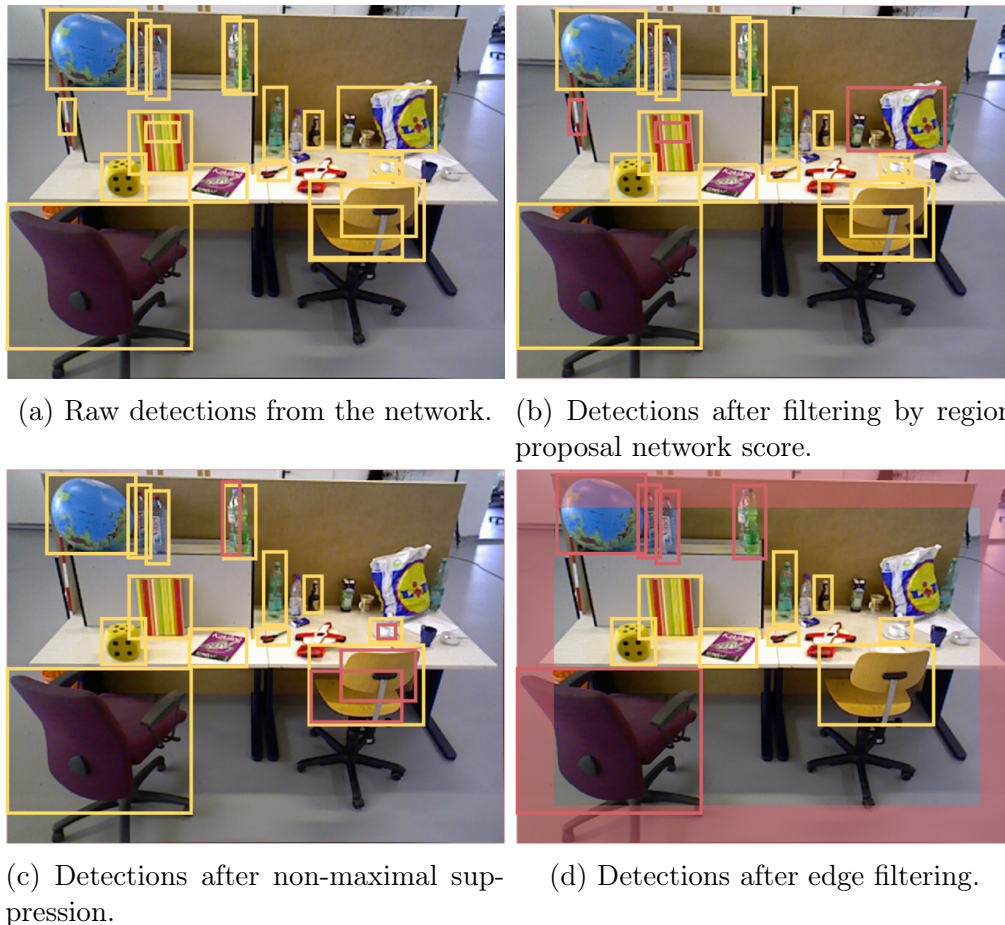 (a) Raw detections from the network.
(b) Detections after filtering by region
proposal network score.
(c) Detections after non-maximal sup-
pression.
(d) Detections after edge filtering.